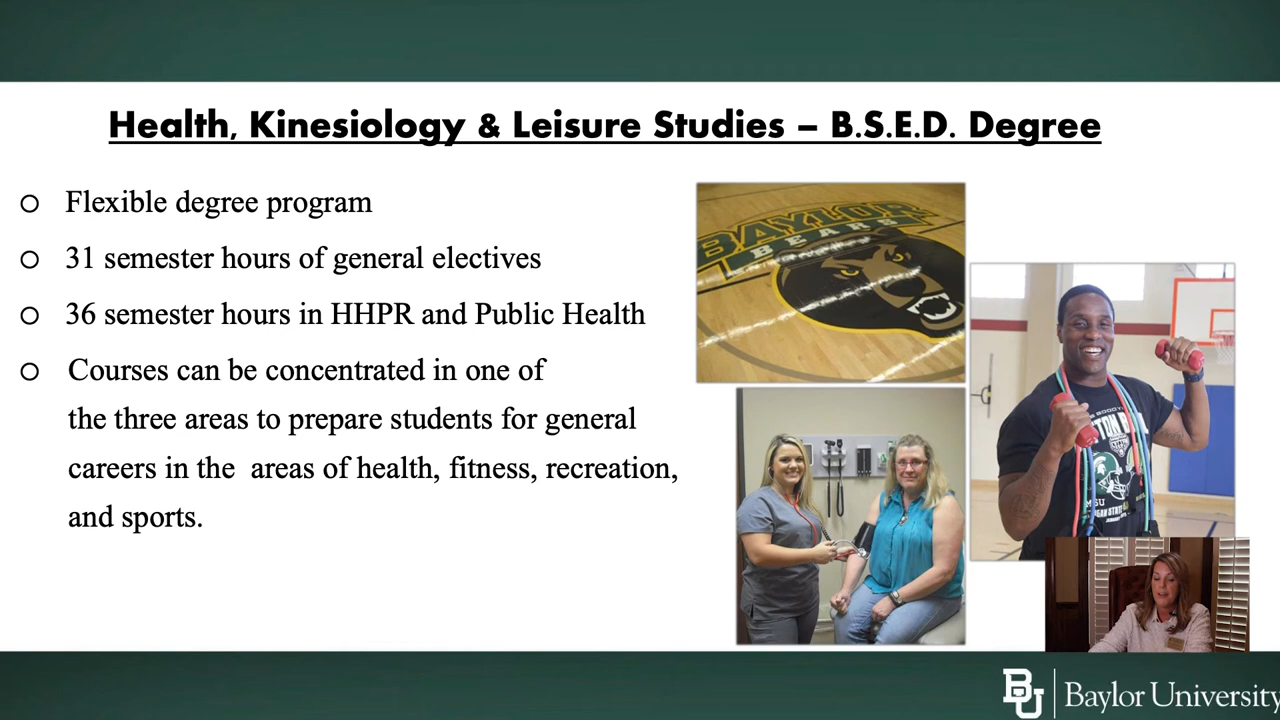 Health, Kinesiology & Leisure Studies – B.S.E.D. Degree
Flexible degree program
31 semester hours of general electives
36 semester hours in HHPR and Public Health
Courses can be concentrated in one of
the three areas to prepare students for general
careers in the areas of health, fitness, recreation,
and sports.
BAYLOR
BEARS
MSU
BU
Baylor University